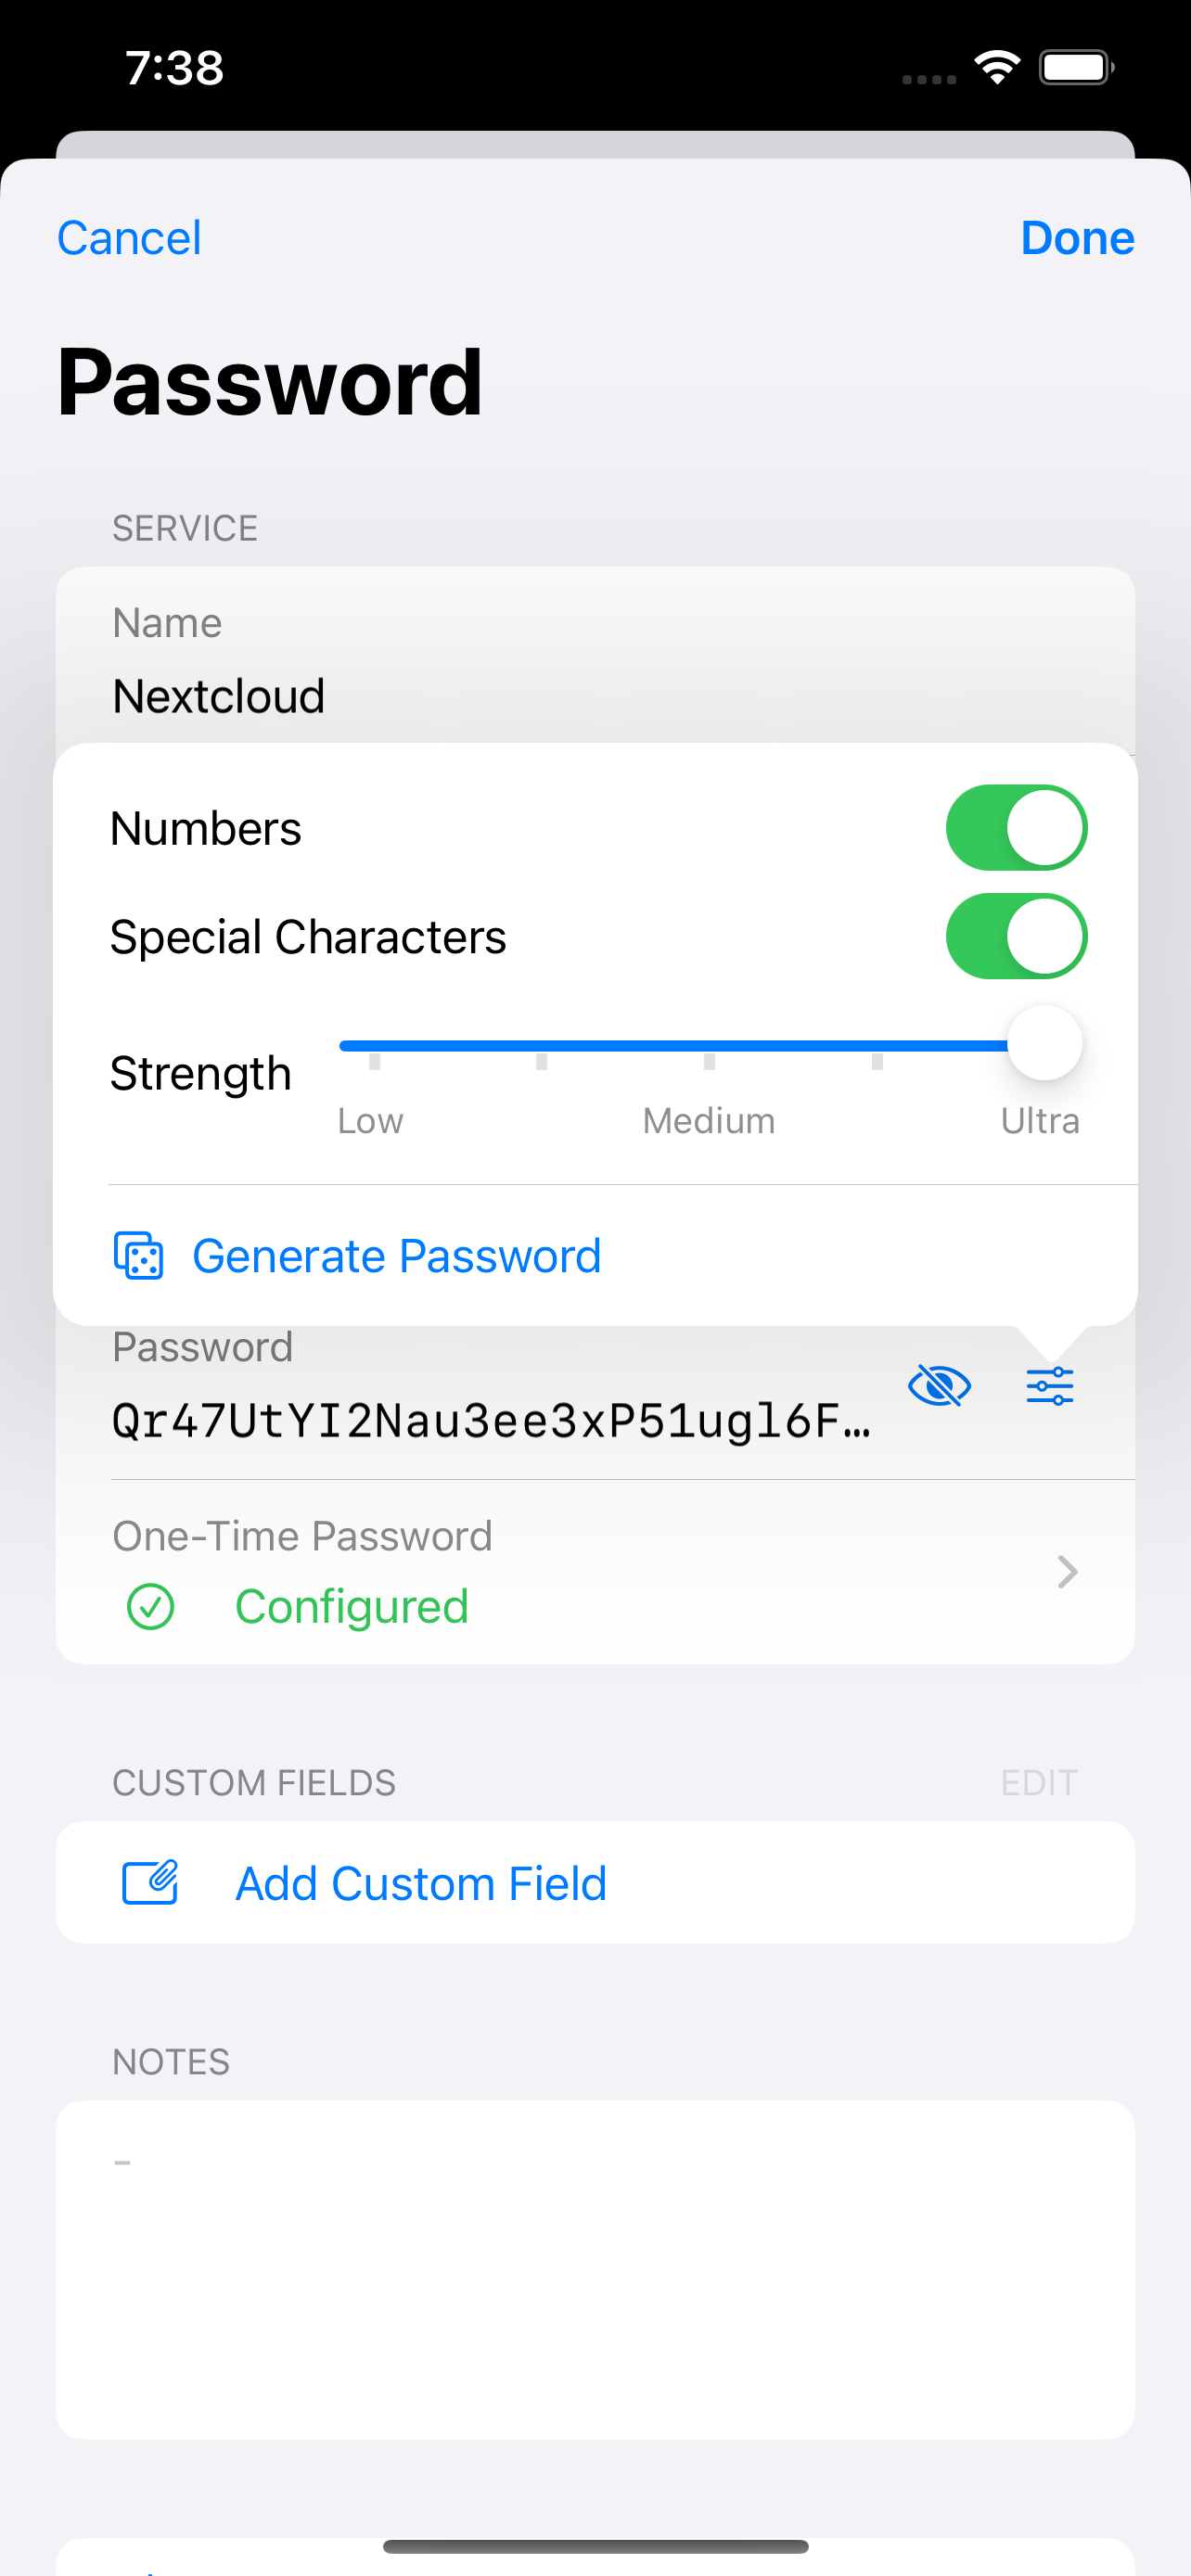 7:38
Cancel
Done
Password
SERVICE
Name
Nextcloud
Numbers
Special Characters
Strength
Low Medium Ultra
Generate Password
Password
Qr47UtYI2Nau3ee3xP51ugl6F…
One-Time Password
Configured
CUSTOM FIELDS EDIT
Add Custom Field
NOTES
-